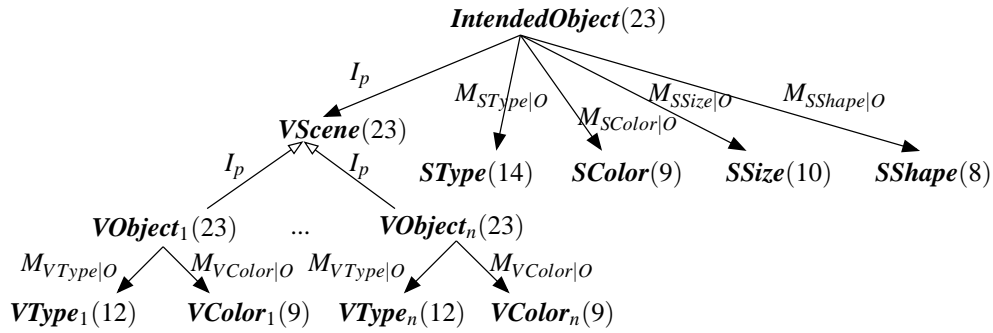 IntendedObject(23)
I_p
M_{SType|O}
M_{SColor|O}
M_{SSize|O}
M_{SShape|O}
VScene(23)
SType(14) SColor(9) SSize(10) SShape(8)
I_p I_p
VObject_1(23) ... VObject_n(23)
M_{VType|O} M_{VColor|O} M_{VType|O} M_{VColor|O}
VType_1(12) VColor_1(9) VType_n(12) VColor_n(9)